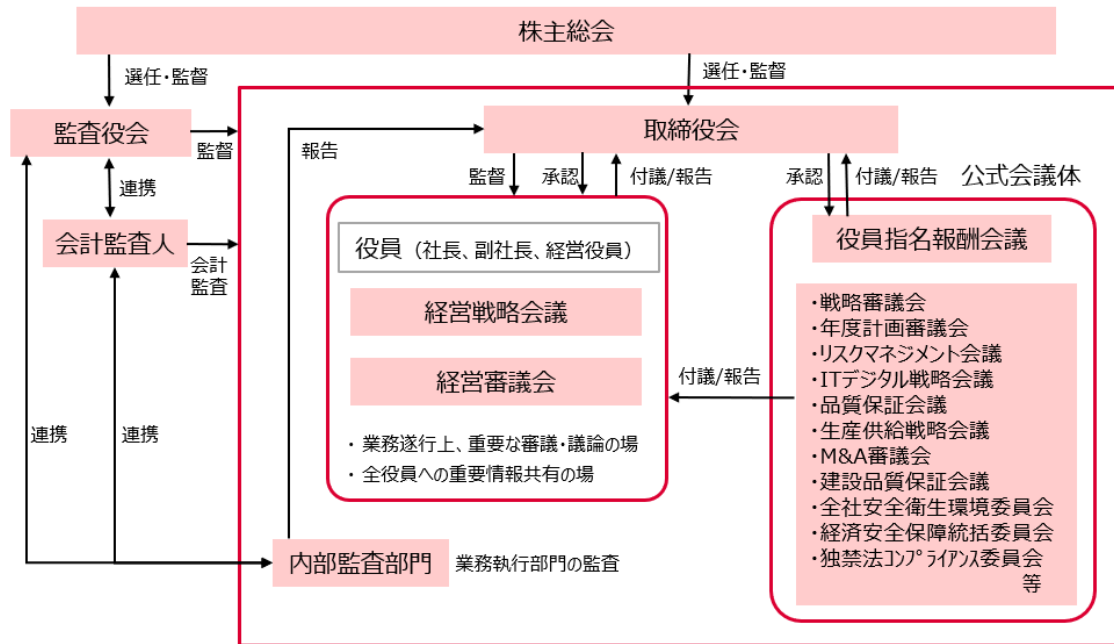 株主総会
選任・監督
選任・監督
監査役会
監督
取締役会
報告
連携
監督
承認
付議/報告
承認
付議/報告
公式会議体
会計監査人
会計
監査
役員（社長、副社長、経営役員）
役員指名報酬会議
経営戦略会議
経営審議会
付議/報告
・戦略審議会
・年度計画審議会
・リスクマネジメント会議
・ITデジタル戦略会議
・品質保証会議
・生産供給戦略会議
・M&A審議会
・建設品質保証会議
・全社安全衛生環境委員会
・経済安全保障統括委員会
・独禁法コンプライアンス委員会
等
連携
連携
・ 業務遂行上、重要な審議・議論の場
・ 全役員への重要情報共有の場
内部監査部門
業務執行部門の監査